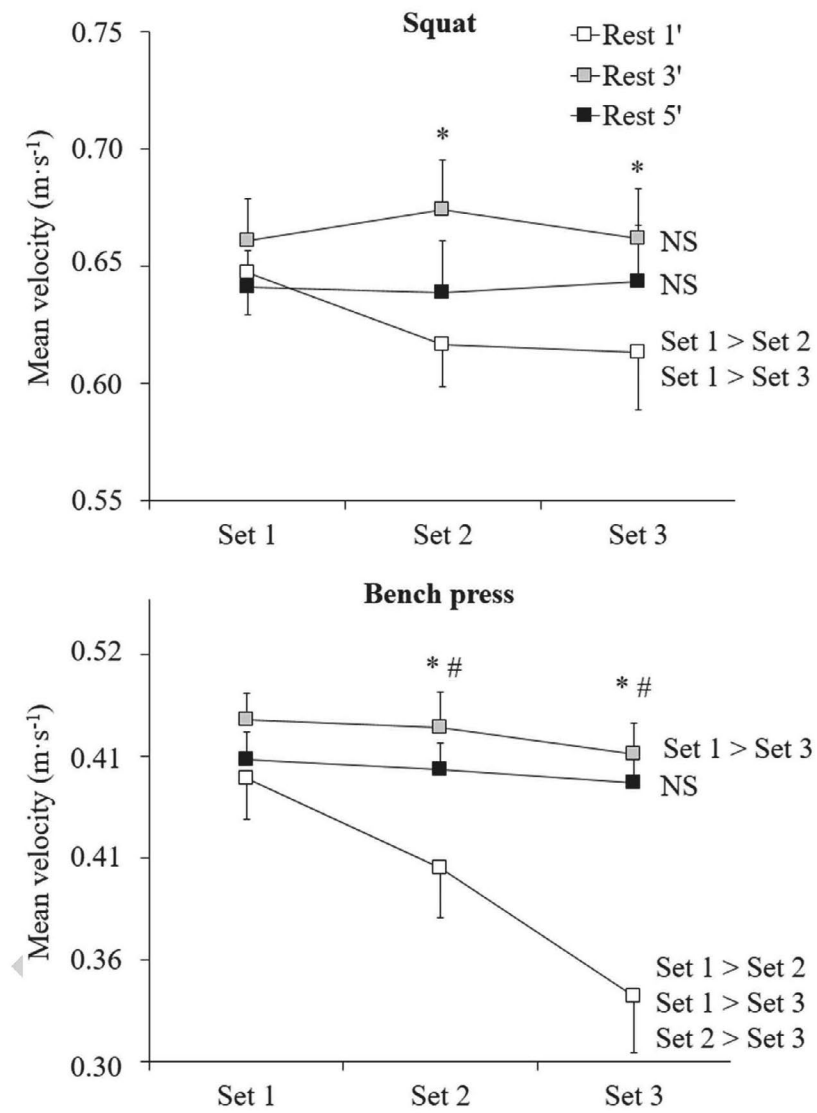 Squat
Rest 1'
Rest 3'
Rest 5'
Mean velocity (m·s⁻¹)
0.75
0.70
0.65
0.60
0.55
*
*
NS
NS
Set 1 > Set 2
Set 1 > Set 3
Set 1
Set 2
Set 3
Bench press
Mean velocity (m·s⁻¹)
0.52
0.41
0.41
0.36
0.30
* #
* #
Set 1 > Set 3
NS
Set 1 > Set 2
Set 1 > Set 3
Set 2 > Set 3
Set 1
Set 2
Set 3